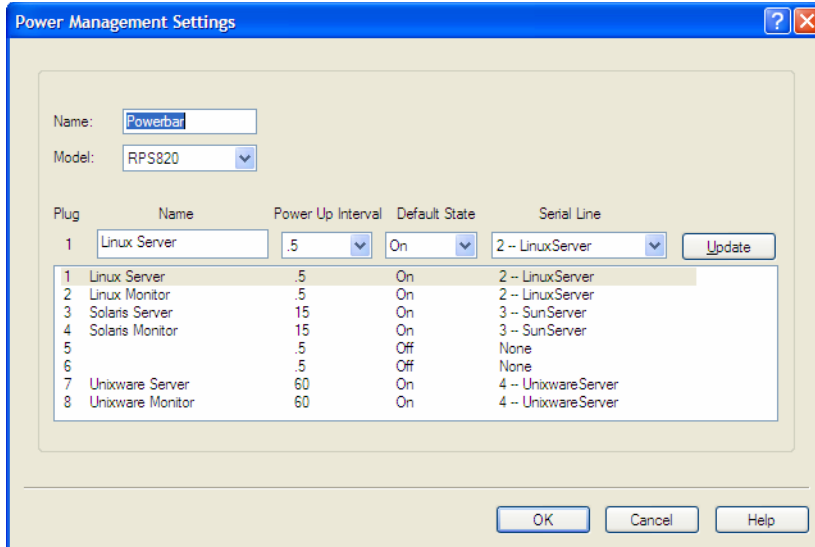 Power Management Settings
?
Name: Powerbar
Model: RPS820
Plug Name Power Up Interval Default State Serial Line
1 Linux Server .5 On 2 -- LinuxServer Update
1 Linux Server .5 On 2 -- LinuxServer
2 Linux Monitor .5 On 2 -- LinuxServer
3 Solaris Server 15 On 3 -- SunServer
4 Solaris Monitor 15 On 3 -- SunServer
5 .5 Off None
6 .5 Off None
7 Unixware Server 60 On 4 -- UnixwareServer
8 Unixware Monitor 60 On 4 -- UnixwareServer
OK Cancel Help